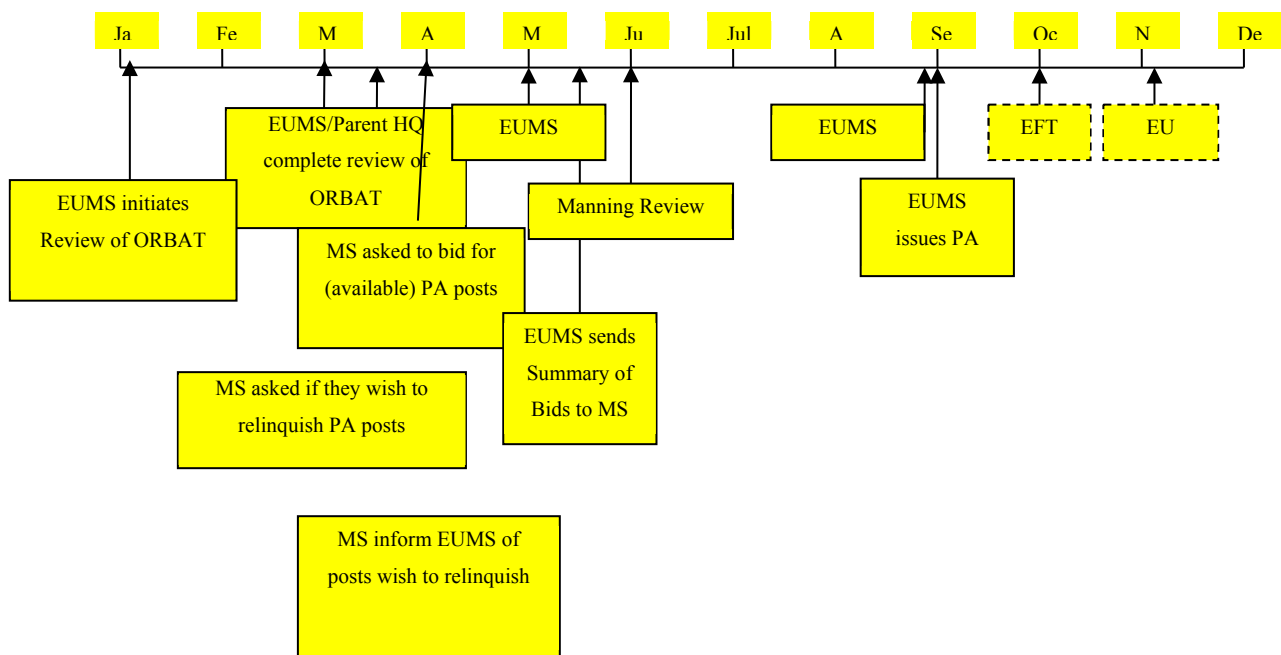 Ja Fe M A M Ju Jul A Se Oc N De
EUMS/Parent HQ
complete review of
ORBAT
EUMS
EUMS
EFT
EU
EUMS initiates
Review of ORBAT
Manning Review
EUMS
issues PA
MS asked to bid for
(available) PA posts
EUMS sends
Summary of
Bids to MS
MS asked if they wish to
relinquish PA posts
MS inform EUMS of
posts wish to relinquish